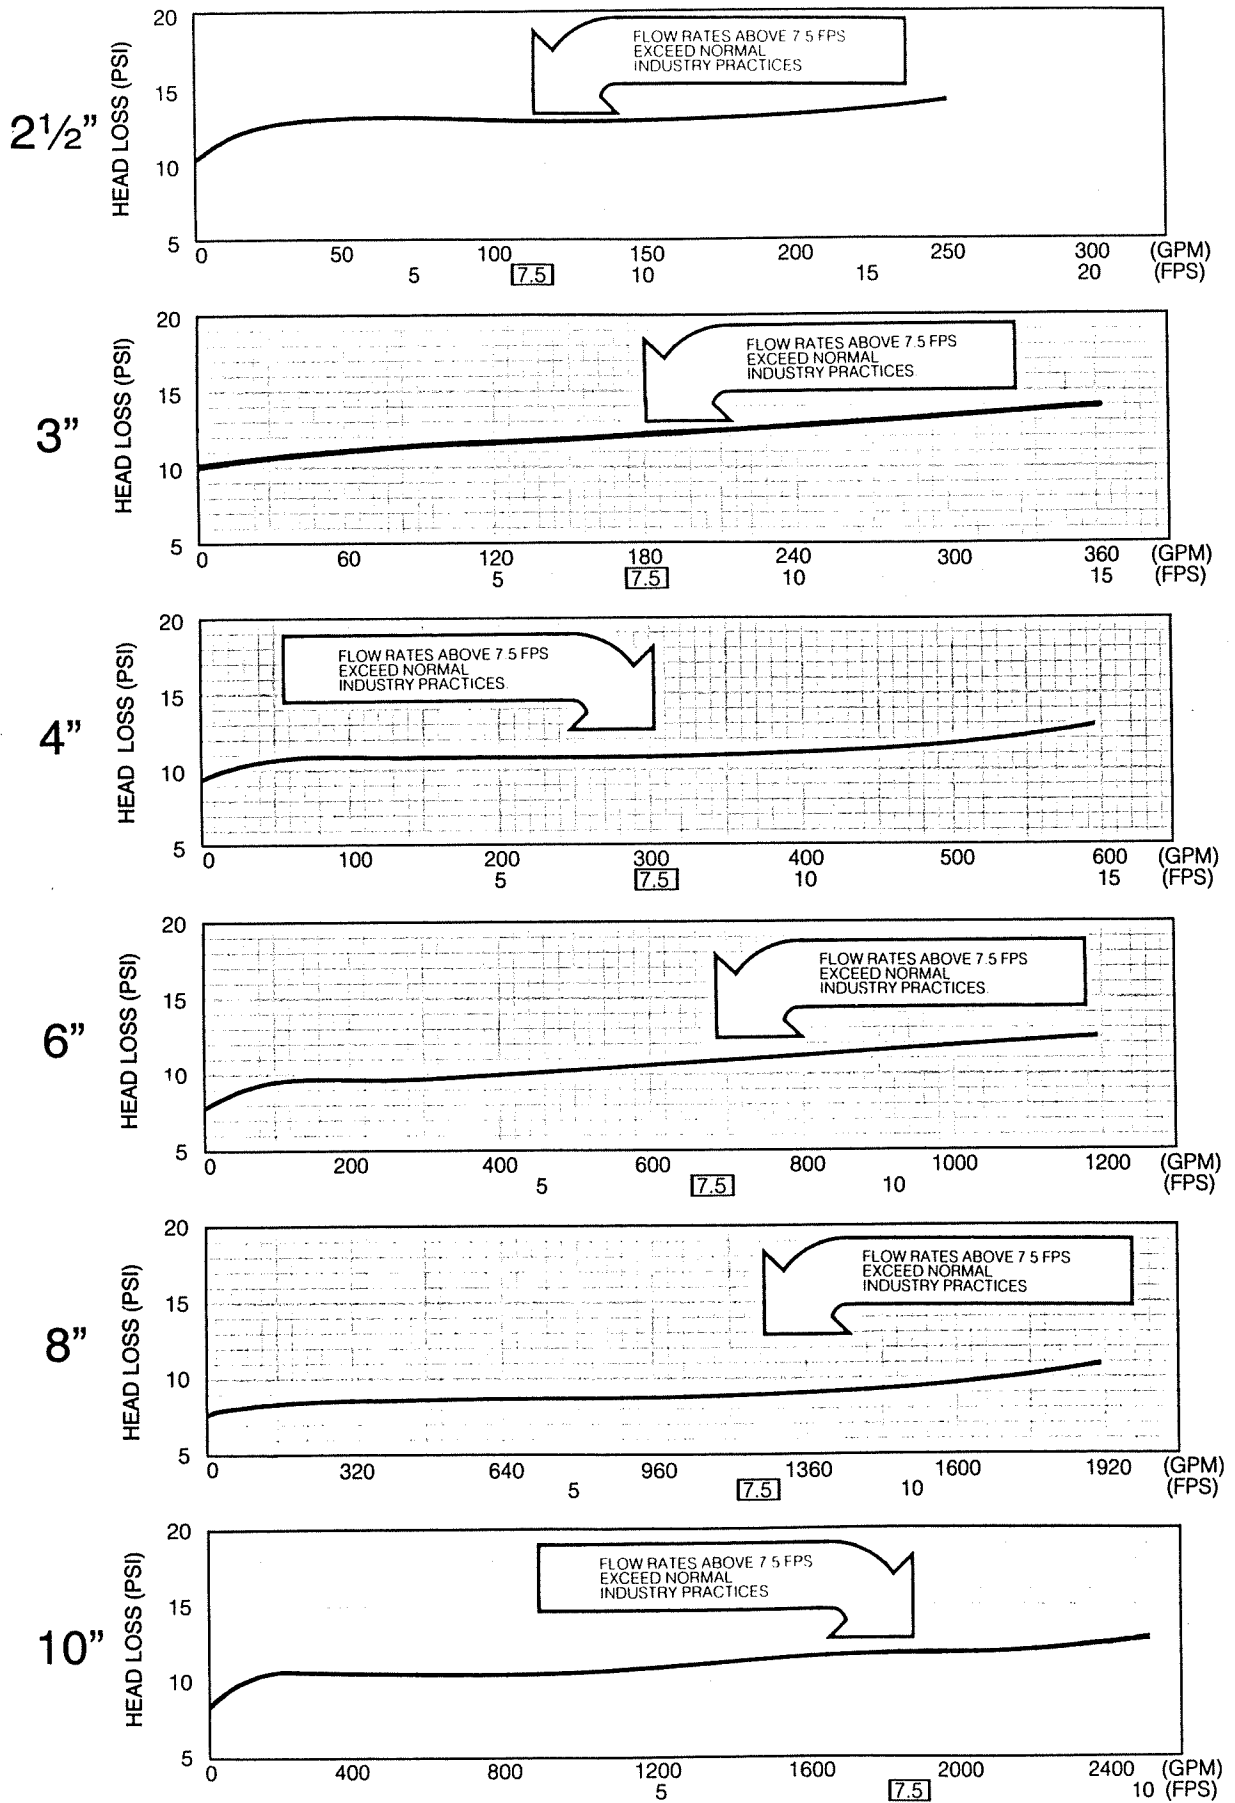 20
FLOW RATES ABOVE 7 5 FPS
EXCEED NORMAL
INDUSTRY PRACTICES
15
2½”
HEAD LOSS (PSI)
10
5
0 50 100 150 200 250 300 (GPM)
5 7.5 10 15 20 (FPS)
20
FLOW RATES ABOVE 7.5 FPS
EXCEED NORMAL
INDUSTRY PRACTICES
15
3”
HEAD LOSS (PSI)
10
5
0 60 120 180 240 300 360 (GPM)
5 7.5 10 15 (FPS)
20
FLOW RATES ABOVE 7 5 FPS
EXCEED NORMAL
INDUSTRY PRACTICES.
15
4”
HEAD LOSS (PSI)
10
5
0 100 200 300 400 500 600 (GPM)
5 7.5 10 15 (FPS)
20
FLOW RATES ABOVE 7.5 FPS
EXCEED NORMAL
INDUSTRY PRACTICES.
15
6”
HEAD LOSS (PSI)
10
5
0 200 400 600 800 1000 1200 (GPM)
5 7.5 10 (FPS)
20
FLOW RATES ABOVE 7 5 FPS
EXCEED NORMAL
INDUSTRY PRACTICES
15
8”
HEAD LOSS (PSI)
10
5
0 320 640 960 1360 1600 1920 (GPM)
5 7.5 10 (FPS)
20
FLOW RATES ABOVE 7 5 FPS
EXCEED NORMAL
INDUSTRY PRACTICES
15
10”
HEAD LOSS (PSI)
10
5
0 400 800 1200 1600 2000 2400 (GPM)
5 7.5 10 (FPS)